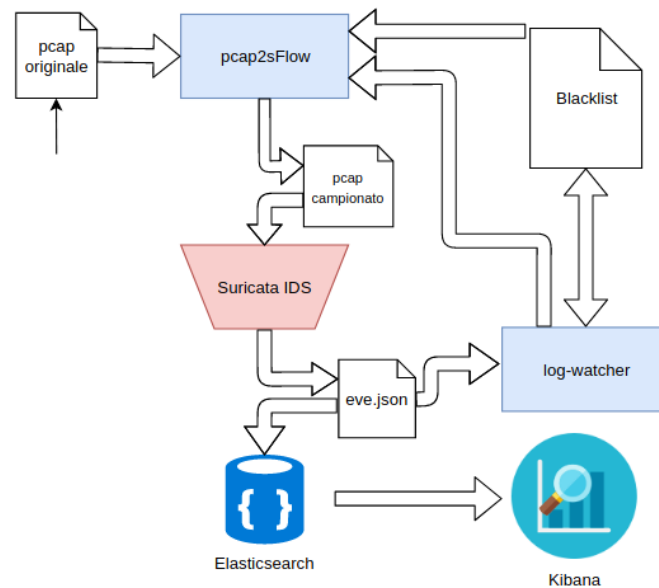 pcap
originale
pcap2sFlow
Blacklist
pcap
campionato
Suricata IDS
eve.json
log-watcher
{ }
Elasticsearch
Kibana